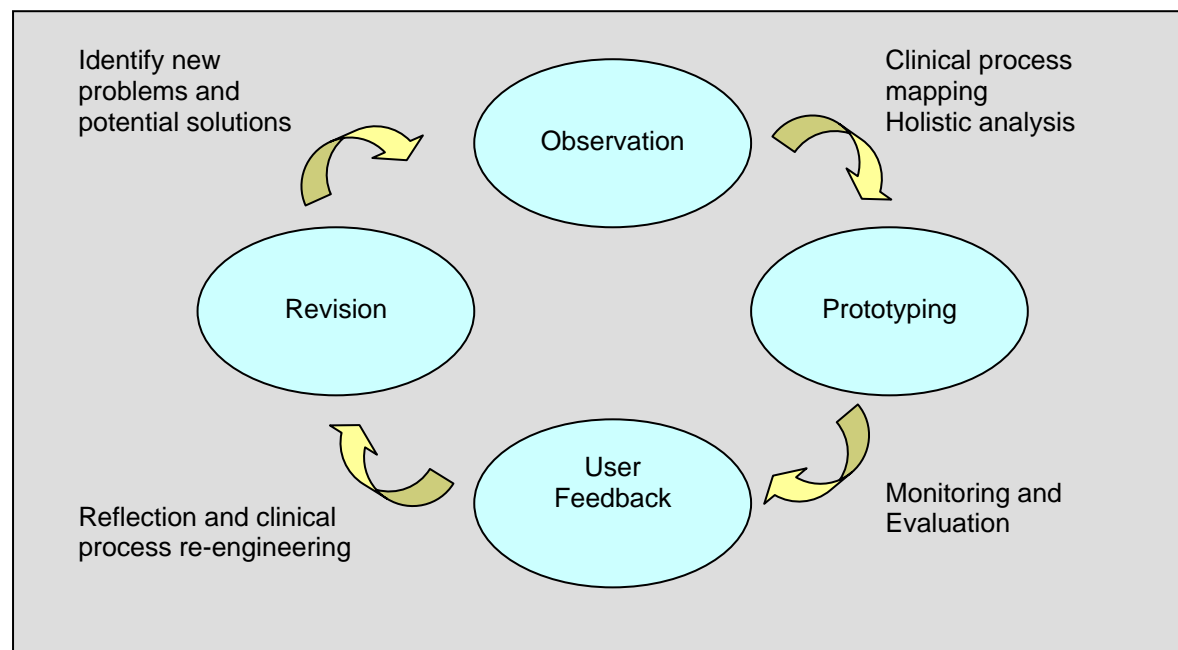 Identify new
problems and
potential solutions
Observation
Clinical process
mapping
Holistic analysis
Revision
Prototyping
User
Feedback
Reflection and clinical
process re-engineering
Monitoring and
Evaluation